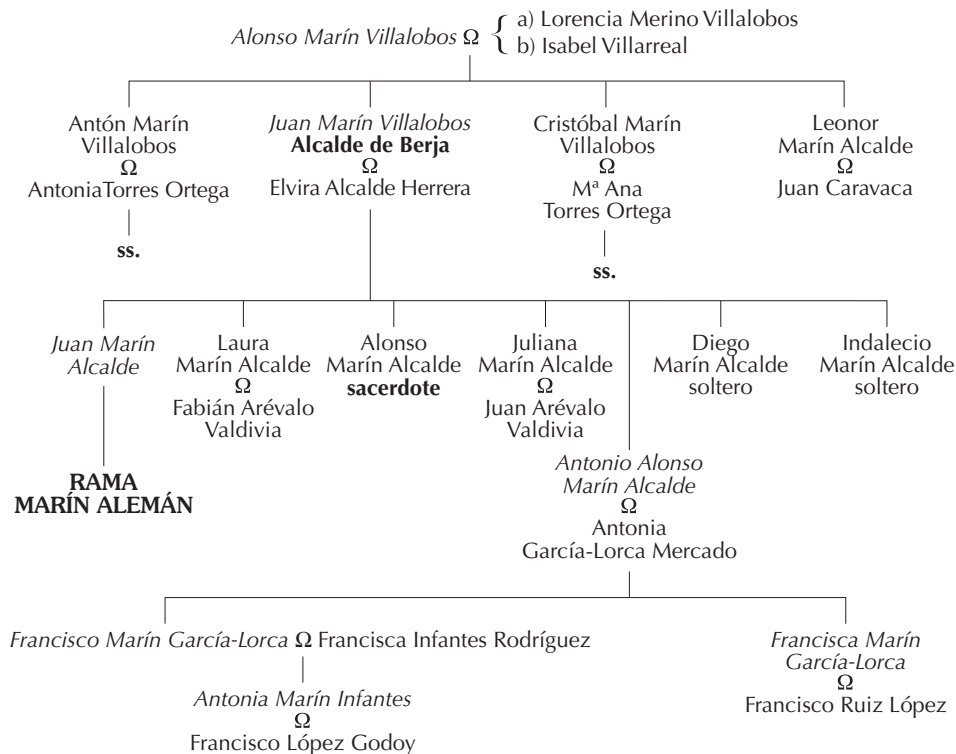 Alonso Marín Villalobos Ω { a) Lorencia Merino Villalobos
b) Isabel Villarreal
Antón Marín
Villalobos
Ω
AntoniaTorres Ortega
ss.
Juan Marín Villalobos
Alcalde de Berja
Ω
Elvira Alcalde Herrera
Cristóbal Marín
Villalobos
Ω
Mª Ana
Torres Ortega
ss.
Leonor
Marín Alcalde
Ω
Juan Caravaca
Juan Marín
Alcalde
RAMA
MARÍN ALEMÁN
Laura
Marín Alcalde
Ω
Fabián Arévalo
Valdivia
Alonso
Marín Alcalde
sacerdote
Juliana
Marín Alcalde
Ω
Juan Arévalo
Valdivia
Antonio Alonso
Marín Alcalde
Ω
Antonia
García-Lorca Mercado
Diego
Marín Alcalde
soltero
Indalecio
Marín Alcalde
soltero
Francisco Marín García-Lorca Ω Francisca Infantes Rodríguez
Antonia Marín Infantes
Ω
Francisco López Godoy
Francisca Marín
García-Lorca
Ω
Francisco Ruiz López